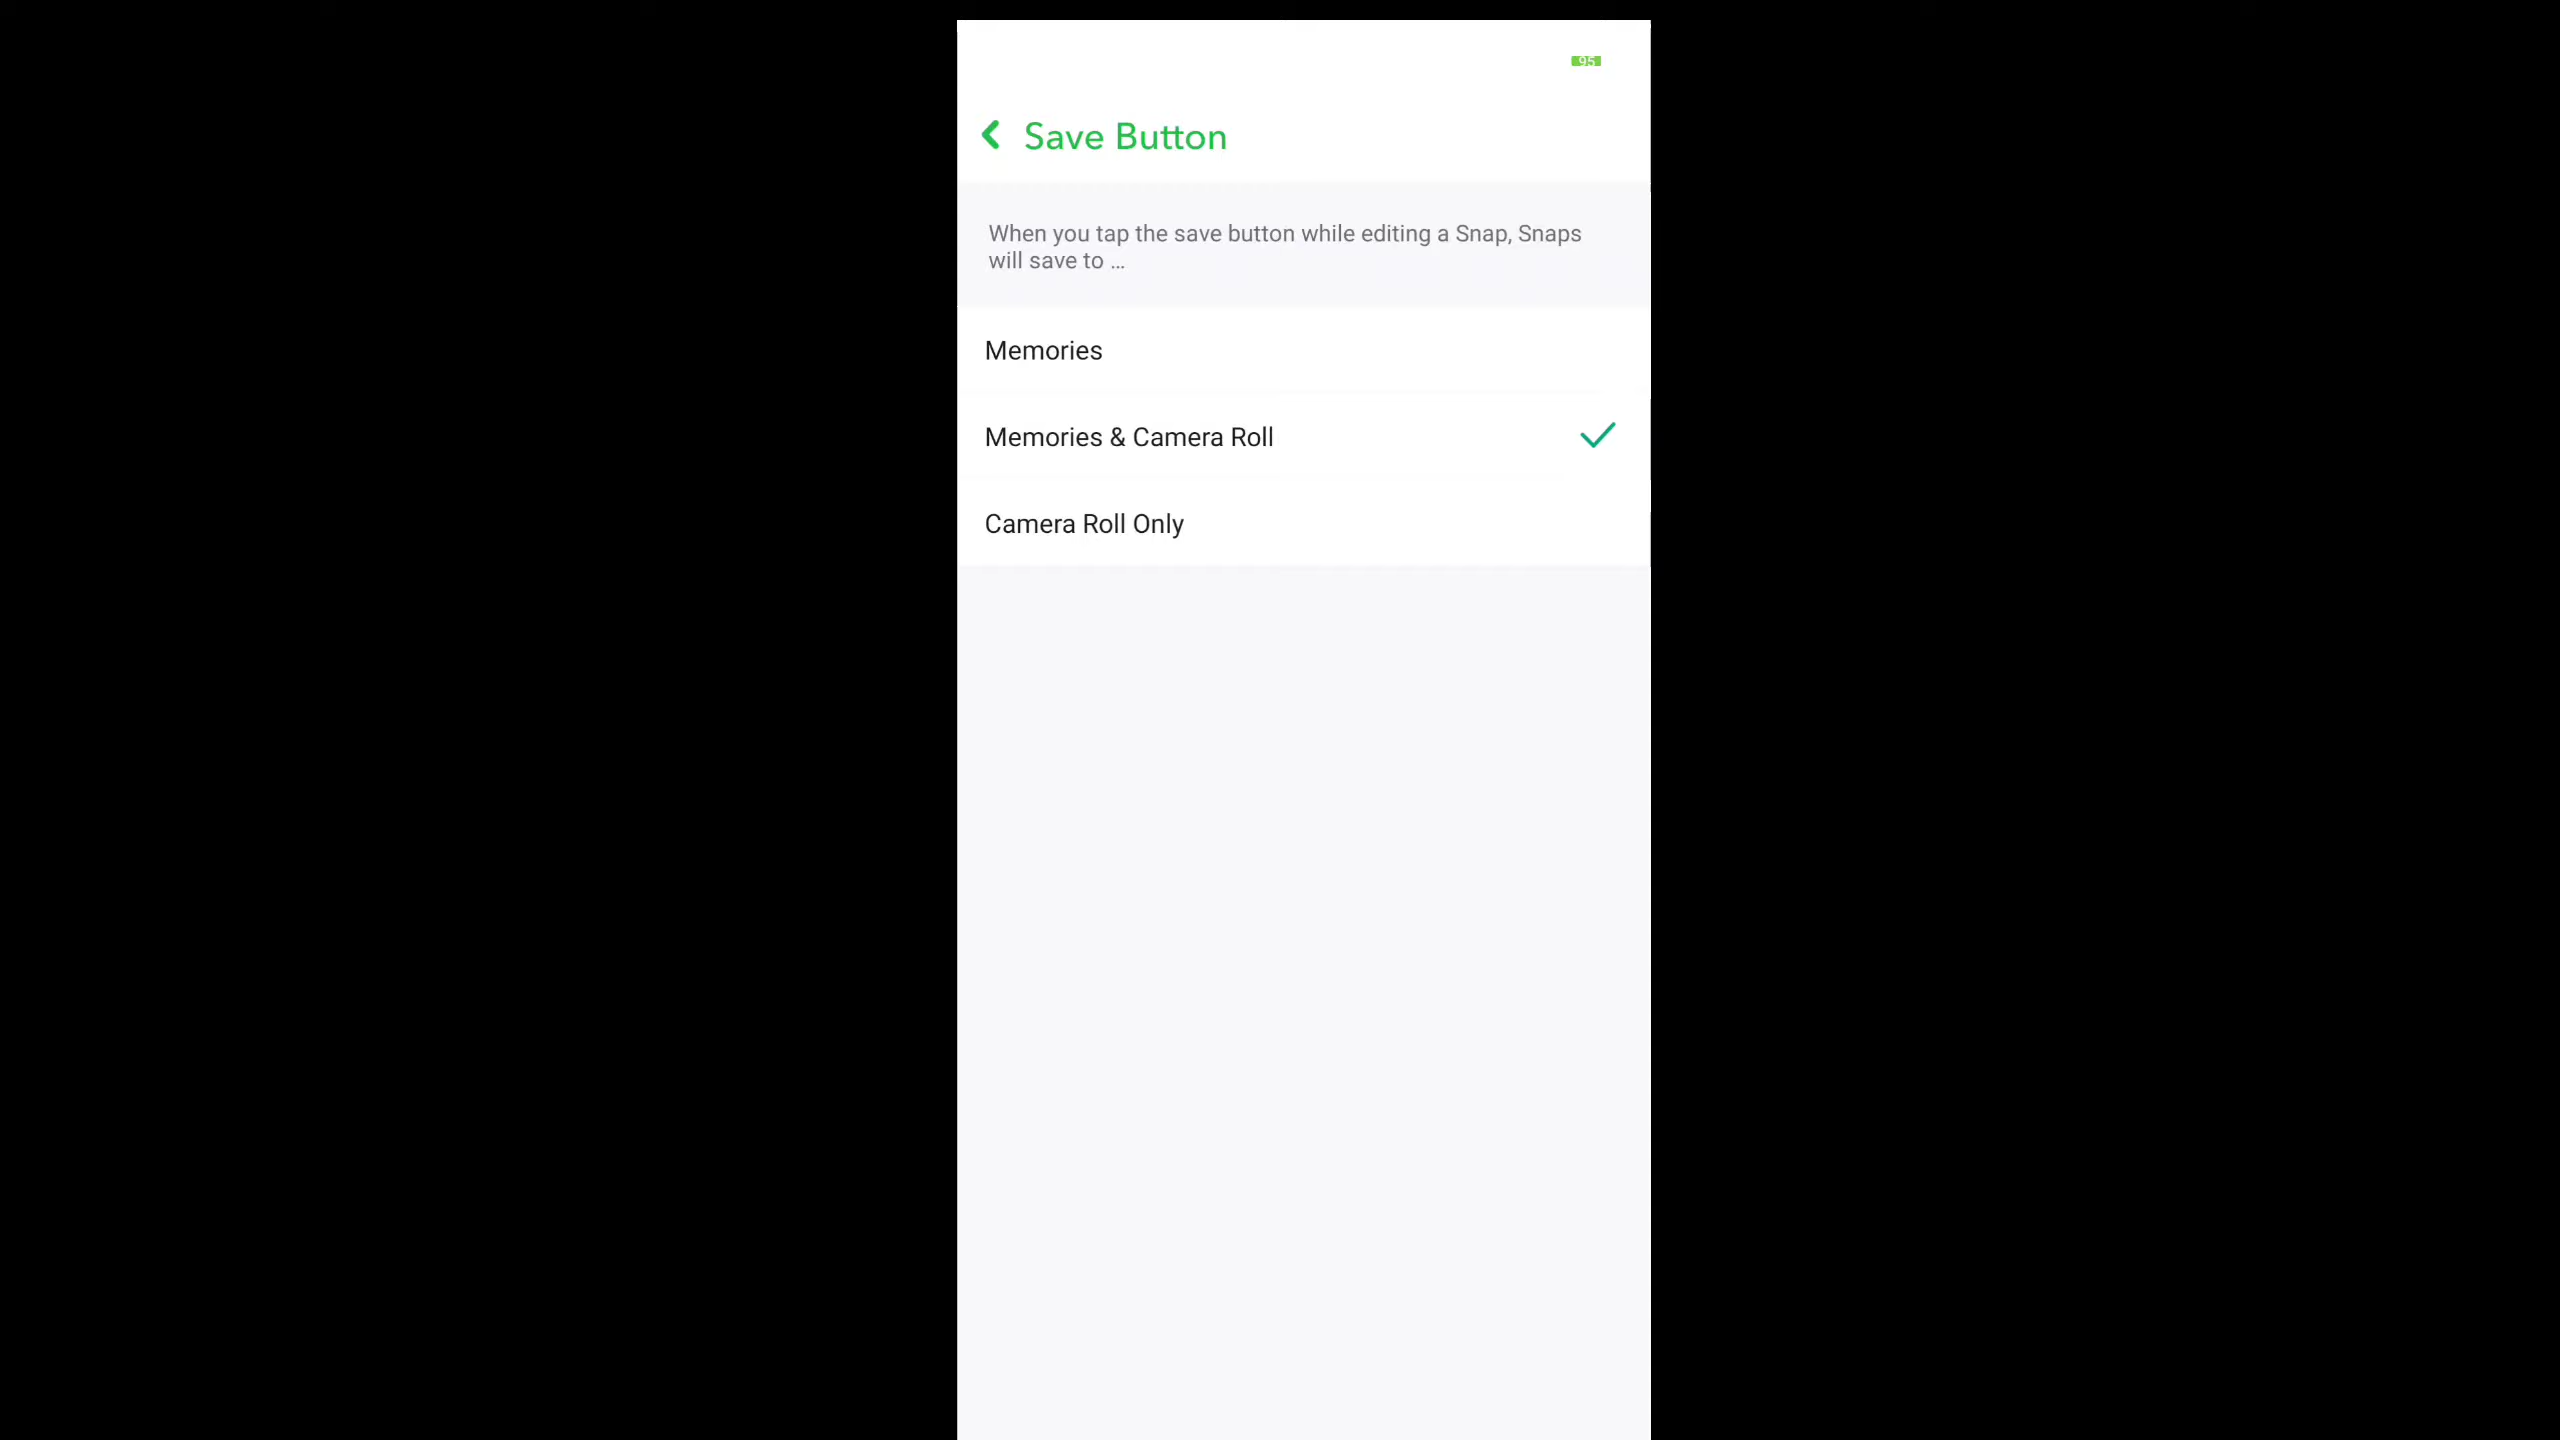 95
Save Button
When you tap the save button while editing a Snap, Snaps
will save to ...
Memories
Memories & Camera Roll
Camera Roll Only